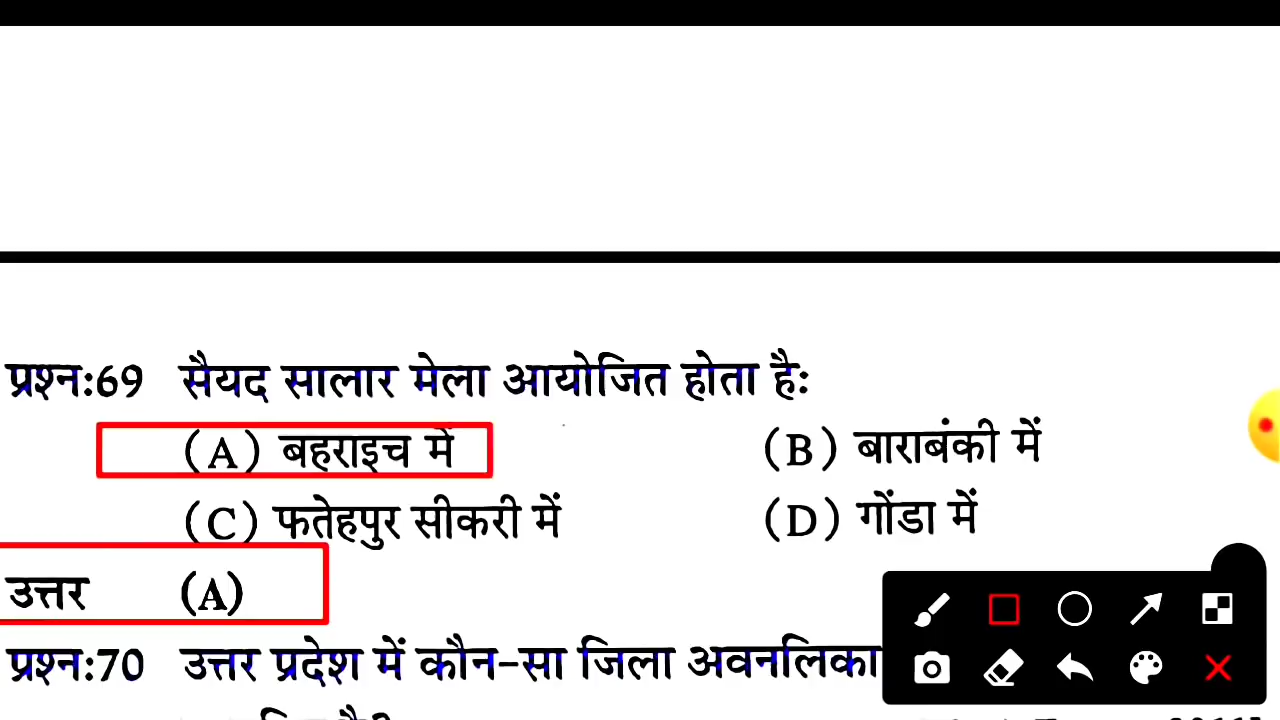 प्रश्न:69 सैयद सालार मेला आयोजित होता है:
(A) बहराइच में (B) बाराबंकी में
(C) फतेहपुर सीकरी में (D) गोंडा में
उत्तर (A)
प्रश्न:70 उत्तर प्रदेश में कौन-सा जिला अवनलिका